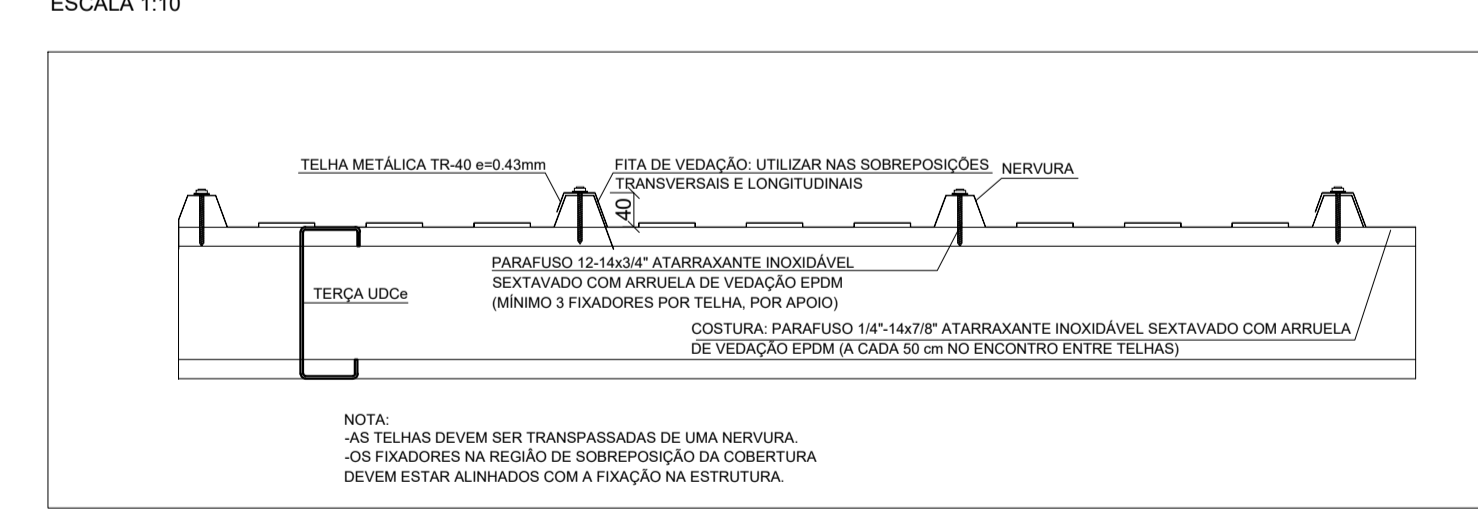 ESCALA 1:10
TELHA METÁLICA TR-40 e=0.43mm
FITA DE VEDAÇÃO: UTILIZAR NAS SOBREPOSIÇÕES
TRANSVERSAIS E LONGITUDINAIS
NERVURA
40
PARAFUSO 12-14x3/4" ATARRAXANTE INOXIDÁVEL
SEXTAVADO COM ARRUELA DE VEDAÇÃO EPDM
(MÍNIMO 3 FIXADORES POR TELHA, POR APOIO)
TERÇA UDCe
COSTURA: PARAFUSO 1/4"-14x7/8" ATARRAXANTE INOXIDÁVEL SEXTAVADO COM ARRUELA
DE VEDAÇÃO EPDM (A CADA 50 cm NO ENCONTRO ENTRE TELHAS)
NOTA:
-AS TELHAS DEVEM SER TRANSPASSADAS DE UMA NERVURA.
-OS FIXADORES NA REGIÂO DE SOBREPOSIÇÃO DA COBERTURA
DEVEM ESTAR ALINHADOS COM A FIXAÇÃO NA ESTRUTURA.